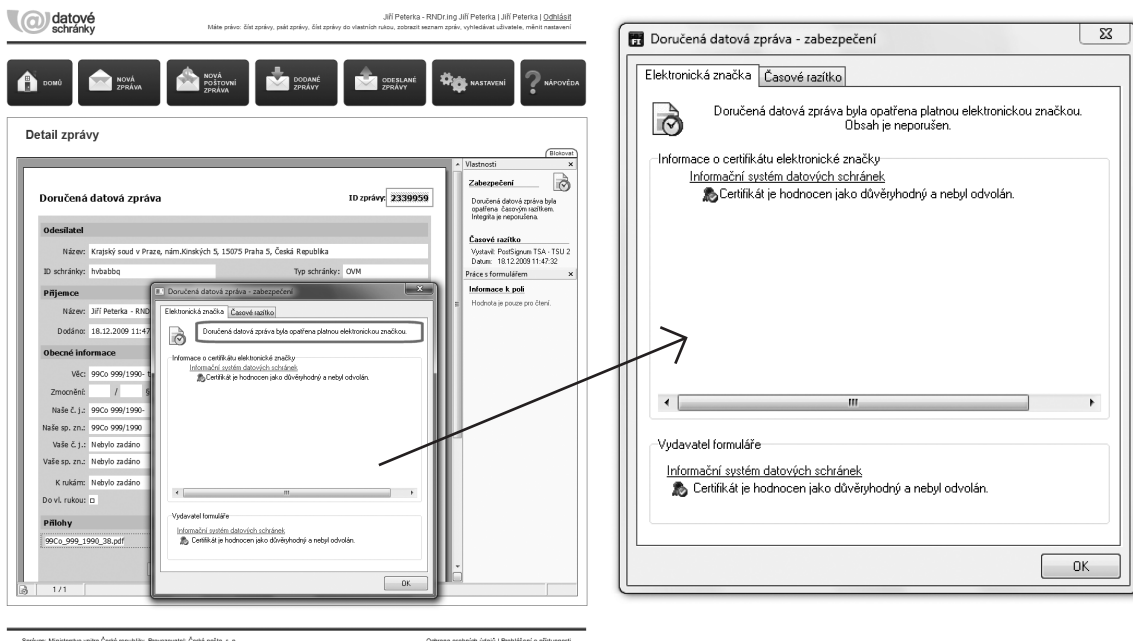 datové
schránky
Jiří Peterka - RNDr.ing Jiří Peterka | Jiří Peterka | Odhlásit
Máte právo: číst zprávy, psát zprávy, číst zprávy do vlastních rukou, zobrazit seznam zpráv, vyhledávat uživatele, měnit nastavení
DOMŮ
NOVÁ
ZPRÁVA
NOVÁ
POŠTOVNÍ
ZPRÁVA
DODANÉ
ZPRÁVY
ODESLANÉ
ZPRÁVY
NASTAVENÍ
NÁPOVĚDA
Detail zprávy
Blokovat
Doručená datová zpráva
ID zprávy: 2339959
Odesílatel
Název: Krajský soud v Praze, nám.Kinských 5, 15075 Praha 5, Česká Republika
ID schránky: hvbabbq
Typ schránky: OVM
Příjemce
Název: Jiří Peterka - RND
Dodáno: 18.12.2009 11:47
Obecné informace
Věc: 99Co 999/1990-
Zmocnění: / §
Naše č. j.: 99Co 999/1990-
Naše sp. zn.: 99Co 999/1990
Vaše č. j.: Nebylo zadáno
Vaše sp. zn.: Nebylo zadáno
K rukám: Nebylo zadáno
Do vl. rukou:
Přílohy
99Co_999_1990_38.pdf
1 / 1
Vlastnosti x
Zabezpečení
Doručená datová zpráva byla
opatřena časovým razítkem.
Integrita je neporušena.
Časové razítko
Vystavil: PostSignum TSA - TSU 2
Datum: 18.12.2009 11:47:32
Práce s formulářem x
Informace k poli
Hodnota je pouze pro čtení.
Doručená datová zpráva - zabezpečení
Elektronická značka Časové razítko
Doručená datová zpráva byla opatřena platnou elektronickou značkou.
Informace o certifikátu elektronické značky
Informační systém datových schránek
Certifikát je hodnocen jako důvěryhodný a nebyl odvolán.
Vydavatel formuláře
Informační systém datových schránek
Certifikát je hodnocen jako důvěryhodný a nebyl odvolán.
OK
Doručená datová zpráva - zabezpečení
Elektronická značka Časové razítko
Doručená datová zpráva byla opatřena platnou elektronickou značkou.
Obsah je neporušen.
Informace o certifikátu elektronické značky
Informační systém datových schránek
Certifikát je hodnocen jako důvěryhodný a nebyl odvolán.
Vydavatel formuláře
Informační systém datových schránek
Certifikát je hodnocen jako důvěryhodný a nebyl odvolán.
OK